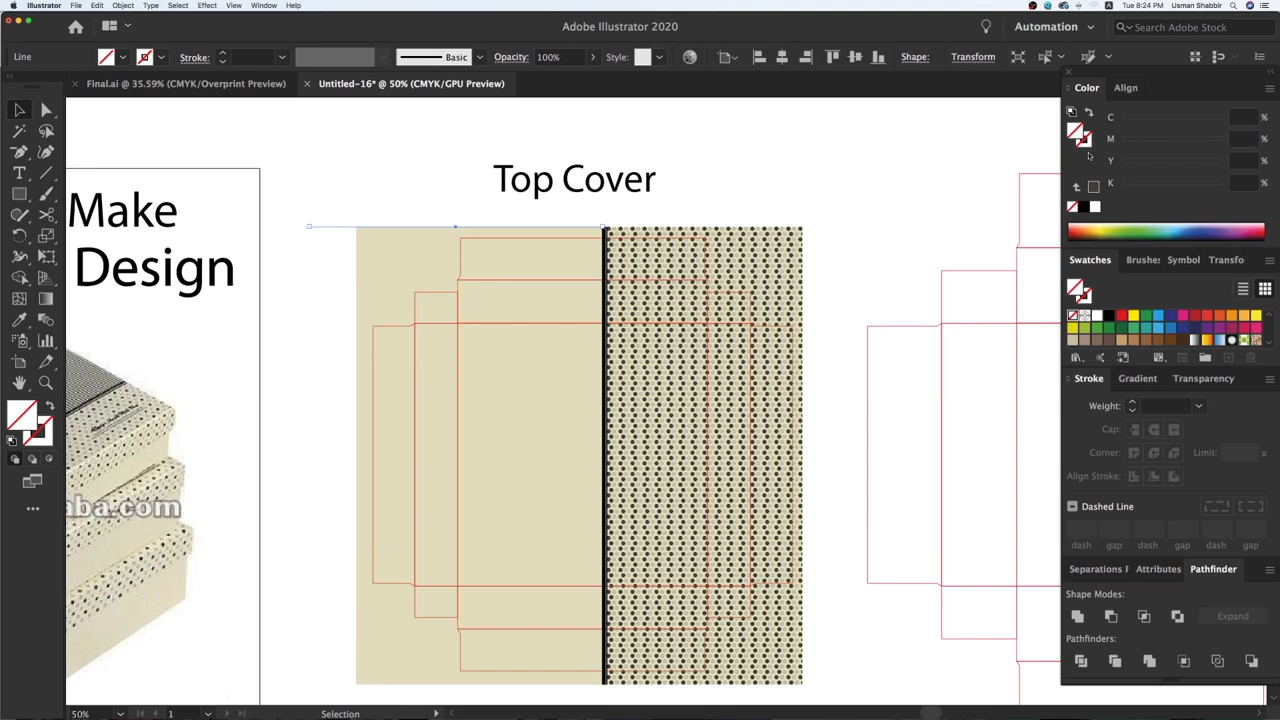 Illustrator File Edit Object Type Select Effect View Window Help
Tue 8:24 PM Usman Shabbir
Adobe Illustrator 2020
Automation
Adobe Stock
Line
Stroke:
Basic
Opacity:
100%
Style:
Shape:
Transform
Final.ai @ 35.59% (CMYK/Overprint Preview)
Untitled-16* @ 50% (CMYK/GPU Preview)
Color
Align
C
%
M
%
Y
%
K
%
Top Cover
Make
Design
aba.com
Swatches
Brushes
Symbol
Transfo
Stroke
Gradient
Transparency
Weight:
Cap:
Corner:
Limit:
x
Align Stroke:
Dashed Line
dash gap dash gap dash gap
Separations
Attributes
Pathfinder
Shape Modes:
Expand
Pathfinders:
50%
1
Selection